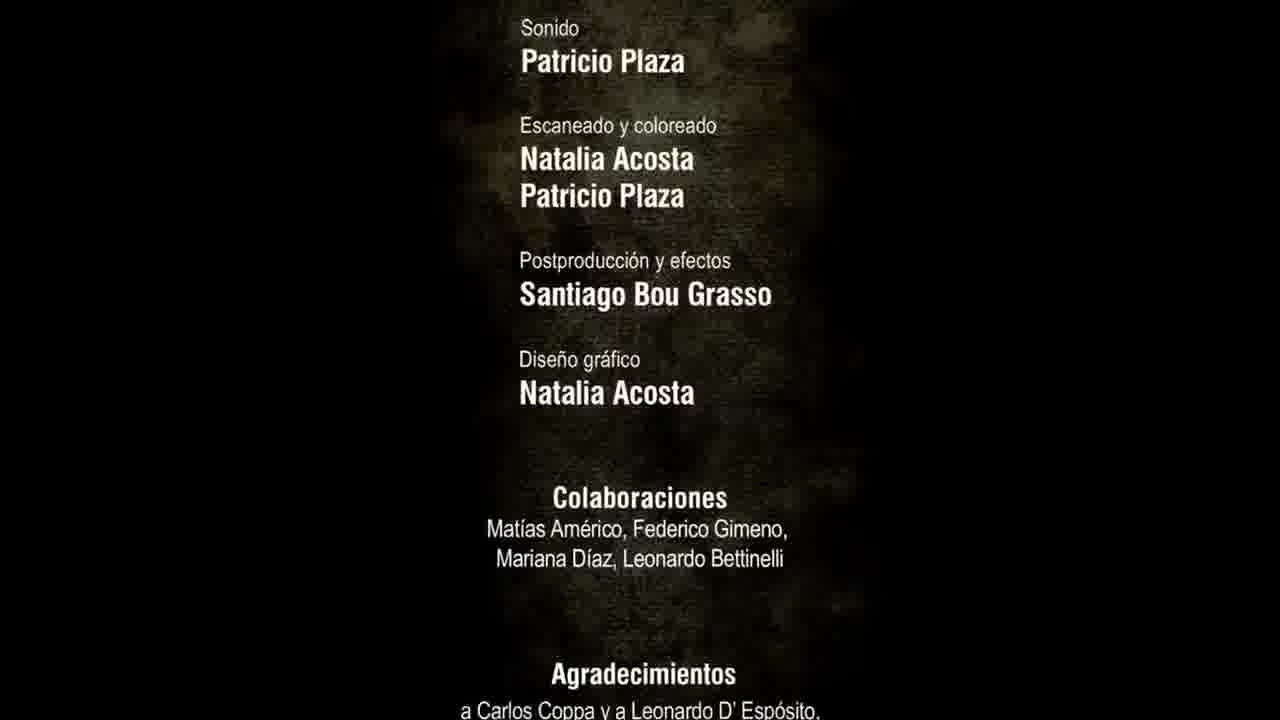 Sonido
Patricio Plaza
Escaneado y coloreado
Natalia Acosta
Patricio Plaza
Postproducción y efectos
Santiago Bou Grasso
Diseño gráfico
Natalia Acosta
Colaboraciones
Matías Américo, Federico Gimeno,
Mariana Díaz, Leonardo Bettinelli
Agradecimientos
a Carlos Coppa y a Leonardo D' Espósito,